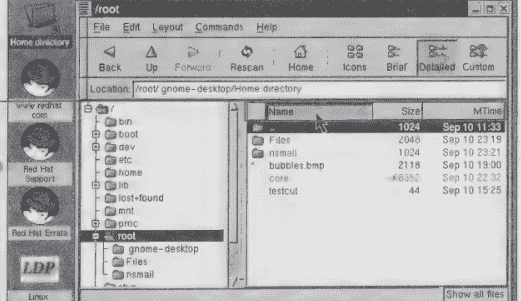 /root
File Edit Layout Commands Help
Back Up Forward Rescan Home Icons Brief Detailed Custom
Location: /root/ gnome-desktop/Home directory
Home directory
www redhat
com
Red Hat
Support
Red Hat Errata
LDP
Linux
/
bin
boot
dev
etc
home
lib
lost+found
mnt
proc
root
gnome-desktop
Files
nsmail
Name Size MTime
.. 1024 Sep 10 11:33
Files 2048 Sep 10 23:19
nsmail 1024 Sep 10 23:21
bubbles.bmp 2118 Sep 10 19:00
core Sep 10 22:32
testcut 44 Sep 10 15:25
Show all files